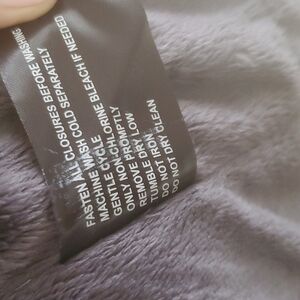 FASTEN ALL CLOSURES BEFORE WASHING
WASH COLD SEPARATELY
MACHINE CYCLE
GENTLE NON-CHLORINE BLEACH IF NEEDED
ONLY
REMOVE PROMPTLY
TUMBLE DRY LOW
DO NOT IRON
DO NOT DRY CLEAN